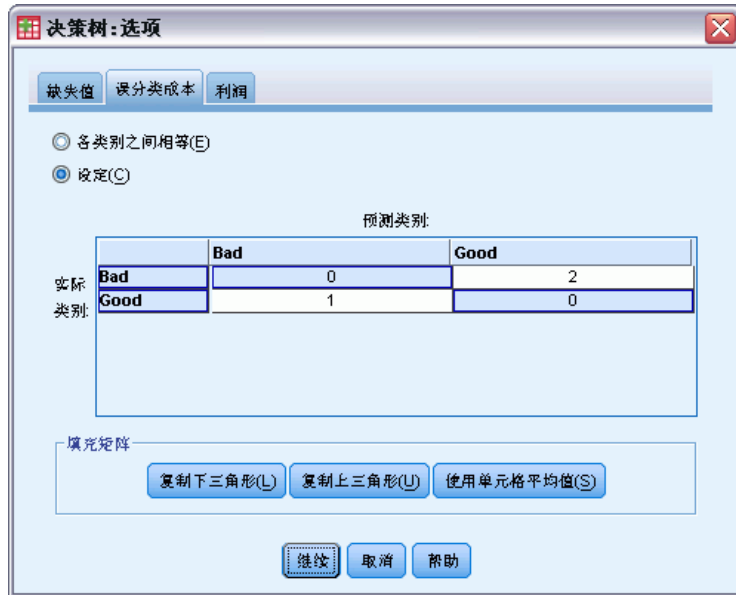 决策树:选项
缺失值 误分类成本 利润
各类别之间相等(E)
设定(C)
预测类别:
Bad Good
实际类别:
Bad 0 2
Good 1 0
填充矩阵
复制下三角形(L) 复制上三角形(U) 使用单元格平均值(S)
继续 取消 帮助